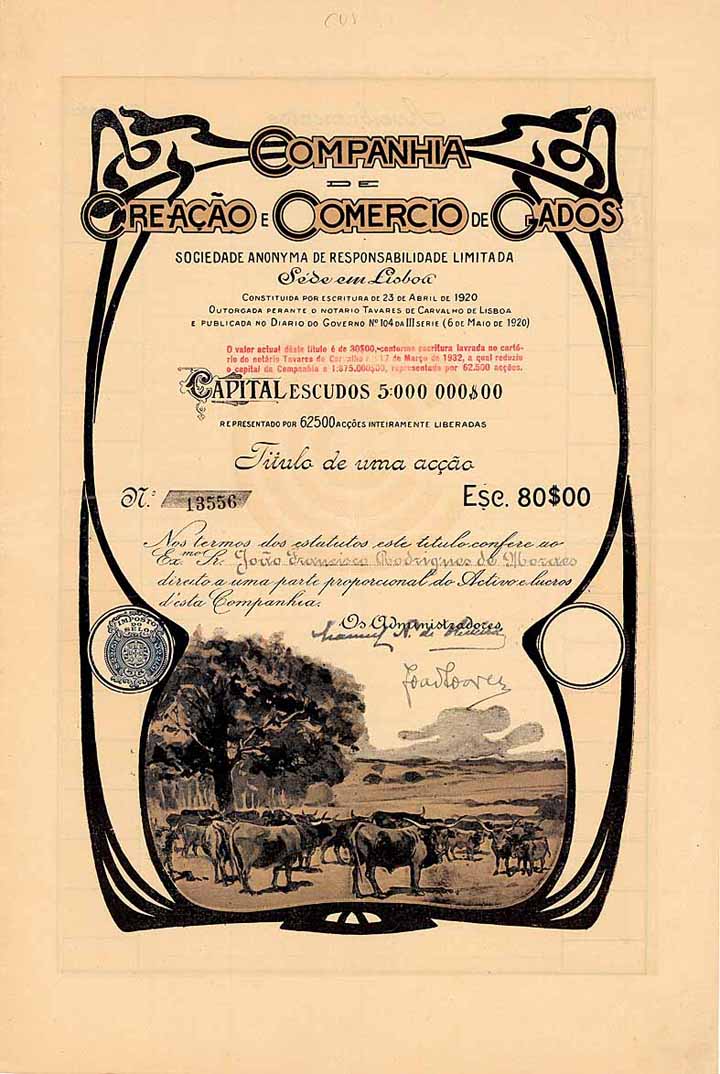 COMPANHIA
DE
CREAÇÃO E COMERCIO DE GADOS
SOCIEDADE ANONYMA DE RESPONSABILIDADE LIMITADA
Séde em Lisboa
CONSTITUIDA POR ESCRITURA DE 23 DE ABRIL DE 1920
OUTORGADA PERANTE O NOTARIO TAVARES DE CARVALHO DE LISBOA
E PUBLICADA NO DIARIO DO GOVERNO Nº 104 DA III SERIE (6 DE MAIO DE 1920)
O valor actual dêste título é de 30$00, conforme escritura lavrada no cartó-
rio do notário Tavares de Carvalho a 17 de Março de 1932, a qual reduziu
o capital da Companhia a 1:875.000$00, representado por 62.500 acções.
CAPITAL ESCUDOS 5:000 000$00
REPRESENTADO POR 62500 ACÇÕES INTEIRAMENTE LIBERADAS
Titulo de uma acção
N.º 13556 Esc. 80$00
Nos termos dos estatutos este titulo confere ao
Ex.mo Sr. João Francisco Rodrigues de Moraes
direito a uma parte proporcional do Activo e lucros
d'esta Companhia.
Os Administradores
IMPOSTO
DO
SELO